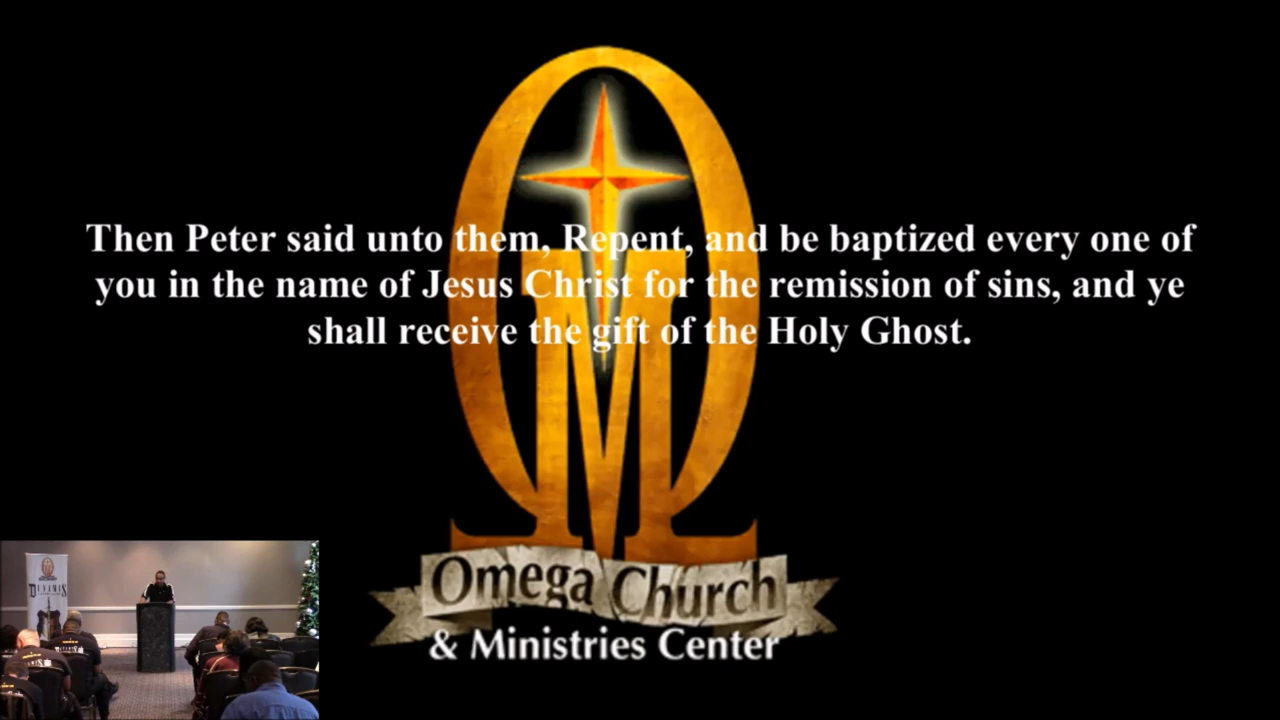 Then Peter said unto them, Repent, and be baptized every one of
you in the name of Jesus Christ for the remission of sins, and ye
shall receive the gift of the Holy Ghost.
Omega Church
& Ministries Center
DUNAMIS